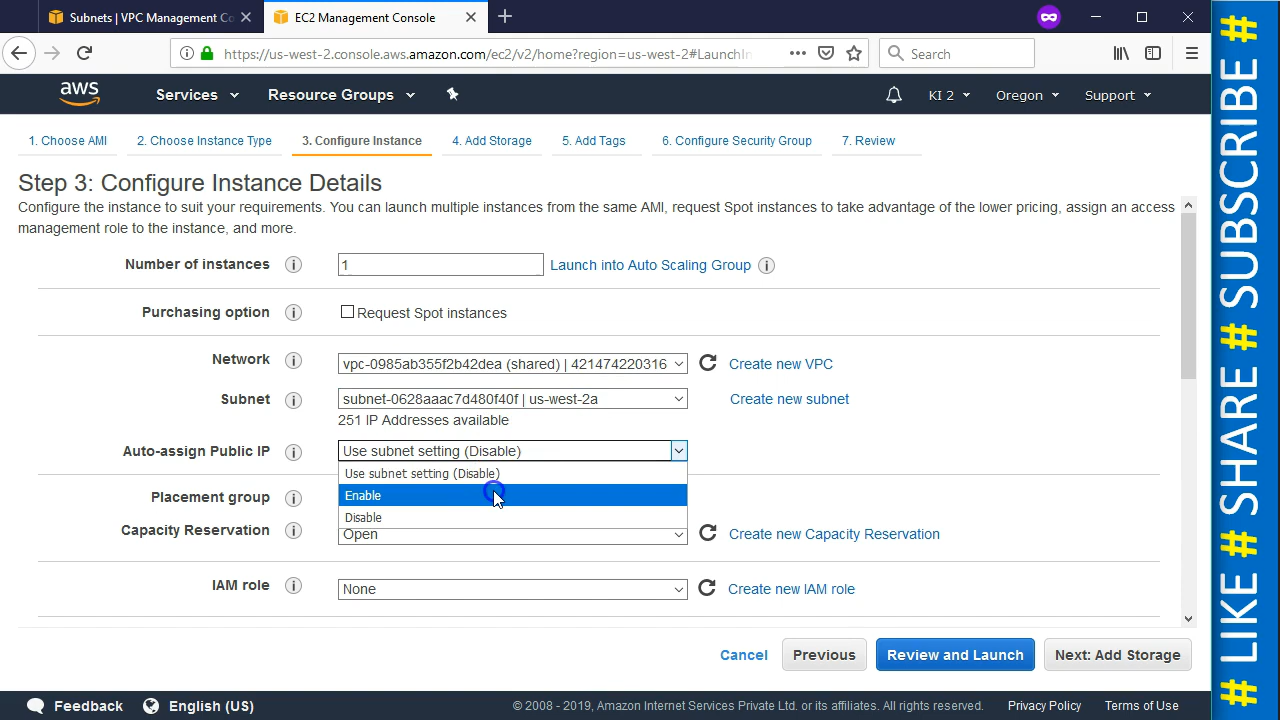 Subnets | VPC Management Co
EC2 Management Console
https://us-west-2.console.aws.amazon.com/ec2/v2/home?region=us-west-2#LaunchIn
Search
aws
Services
Resource Groups
KI 2
Oregon
Support
1. Choose AMI
2. Choose Instance Type
3. Configure Instance
4. Add Storage
5. Add Tags
6. Configure Security Group
7. Review
Step 3: Configure Instance Details
Configure the instance to suit your requirements. You can launch multiple instances from the same AMI, request Spot instances to take advantage of the lower pricing, assign an access
management role to the instance, and more.
Number of instances
1
Launch into Auto Scaling Group
Purchasing option
Request Spot instances
Network
vpc-0985ab355f2b42dea (shared) | 421474220316
Create new VPC
Subnet
subnet-0628aaac7d480f40f | us-west-2a
Create new subnet
251 IP Addresses available
Auto-assign Public IP
Use subnet setting (Disable)
Use subnet setting (Disable)
Enable
Disable
Placement group
Capacity Reservation
Open
Create new Capacity Reservation
IAM role
None
Create new IAM role
Cancel
Previous
Review and Launch
Next: Add Storage
Feedback
English (US)
© 2008 - 2019, Amazon Internet Services Private Ltd. or its affiliates. All rights reserved.
Privacy Policy
Terms of Use
# LIKE # SHARE # SUBSCRIBE #